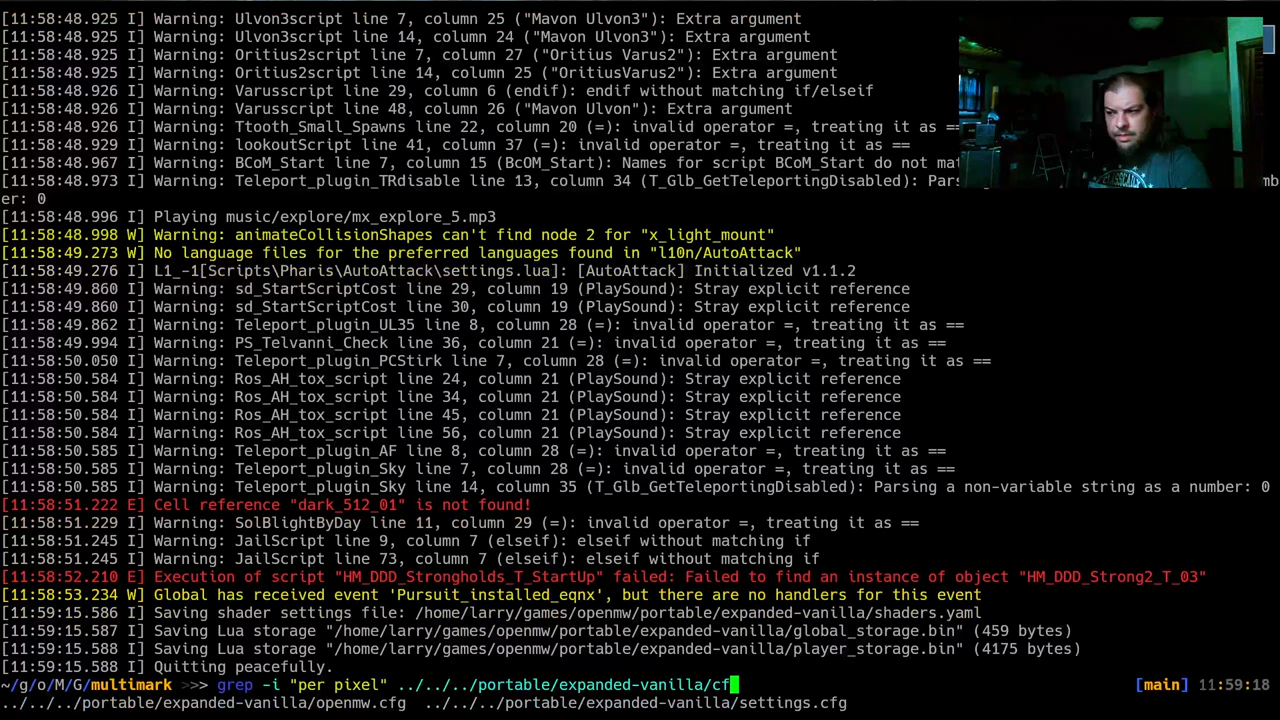 [11:58:48.925 I] Warning: Ulvon3script line 7, column 25 ("Mavon Ulvon3"): Extra argument
[11:58:48.925 I] Warning: Ulvon3script line 14, column 24 ("Mavon Ulvon3"): Extra argument
[11:58:48.925 I] Warning: Oritius2script line 7, column 27 ("Oritius Varus2"): Extra argument
[11:58:48.925 I] Warning: Oritius2script line 14, column 25 ("OritiusVarus2"): Extra argument
[11:58:48.926 I] Warning: Varusscript line 29, column 6 (endif): endif without matching if/elseif
[11:58:48.926 I] Warning: Varusscript line 48, column 26 ("Mavon Ulvon"): Extra argument
[11:58:48.926 I] Warning: Ttooth_Small_Spawns line 22, column 20 (=): invalid operator =, treating it as ==
[11:58:48.929 I] Warning: lookoutScript line 41, column 37 (=): invalid operator =, treating it as ==
[11:58:48.967 I] Warning: BCoM_Start line 7, column 15 (BcOM_Start): Names for script BCoM_Start do not mat
[11:58:48.973 I] Warning: Teleport_plugin_TRdisable line 13, column 34 (T_Glb_GetTeleportingDisabled): Pars mb
er: 0
[11:58:48.996 I] Playing music/explore/mx_explore_5.mp3
[11:58:48.998 W] Warning: animateCollisionShapes can't find node 2 for "x_light_mount"
[11:58:49.273 W] No language files for the preferred languages found in "l10n/AutoAttack"
[11:58:49.276 I] L1_-1[Scripts\Pharis\AutoAttack\settings.lua]: [AutoAttack] Initialized v1.1.2
[11:58:49.860 I] Warning: sd_StartScriptCost line 29, column 19 (PlaySound): Stray explicit reference
[11:58:49.860 I] Warning: sd_StartScriptCost line 30, column 19 (PlaySound): Stray explicit reference
[11:58:49.862 I] Warning: Teleport_plugin_UL35 line 8, column 28 (=): invalid operator =, treating it as ==
[11:58:49.994 I] Warning: PS_Telvanni_Check line 36, column 21 (=): invalid operator =, treating it as ==
[11:58:50.050 I] Warning: Teleport_plugin_PCStirk line 7, column 28 (=): invalid operator =, treating it as ==
[11:58:50.584 I] Warning: Ros_AH_tox_script line 24, column 21 (PlaySound): Stray explicit reference
[11:58:50.584 I] Warning: Ros_AH_tox_script line 34, column 21 (PlaySound): Stray explicit reference
[11:58:50.584 I] Warning: Ros_AH_tox_script line 45, column 21 (PlaySound): Stray explicit reference
[11:58:50.584 I] Warning: Ros_AH_tox_script line 56, column 21 (PlaySound): Stray explicit reference
[11:58:50.585 I] Warning: Teleport_plugin_AF line 8, column 28 (=): invalid operator =, treating it as ==
[11:58:50.585 I] Warning: Teleport_plugin_Sky line 7, column 28 (=): invalid operator =, treating it as ==
[11:58:50.585 I] Warning: Teleport_plugin_Sky line 14, column 35 (T_Glb_GetTeleportingDisabled): Parsing a non-variable string as a number: 0
[11:58:51.222 E] Cell reference "dark_512_01" is not found!
[11:58:51.229 I] Warning: SolBlightByDay line 11, column 29 (=): invalid operator =, treating it as ==
[11:58:51.245 I] Warning: JailScript line 9, column 7 (elseif): elseif without matching if
[11:58:51.245 I] Warning: JailScript line 73, column 7 (elseif): elseif without matching if
[11:58:52.210 E] Execution of script "HM_DDD_Strongholds_T_StartUp" failed: Failed to find an instance of object "HM_DDD_Strong2_T_03"
[11:58:53.234 W] Global has received event 'Pursuit_installed_eqnx', but there are no handlers for this event
[11:59:15.586 I] Saving shader settings file: /home/larry/games/openmw/portable/expanded-vanilla/shaders.yaml
[11:59:15.587 I] Saving Lua storage "/home/larry/games/openmw/portable/expanded-vanilla/global_storage.bin" (459 bytes)
[11:59:15.588 I] Saving Lua storage "/home/larry/games/openmw/portable/expanded-vanilla/player_storage.bin" (4175 bytes)
[11:59:15.588 I] Quitting peacefully.
~/g/o/M/G/multimark >>> grep -i "per pixel" ../../../portable/expanded-vanilla/cf [main] 11:59:18
../../../portable/expanded-vanilla/openmw.cfg ../../../portable/expanded-vanilla/settings.cfg